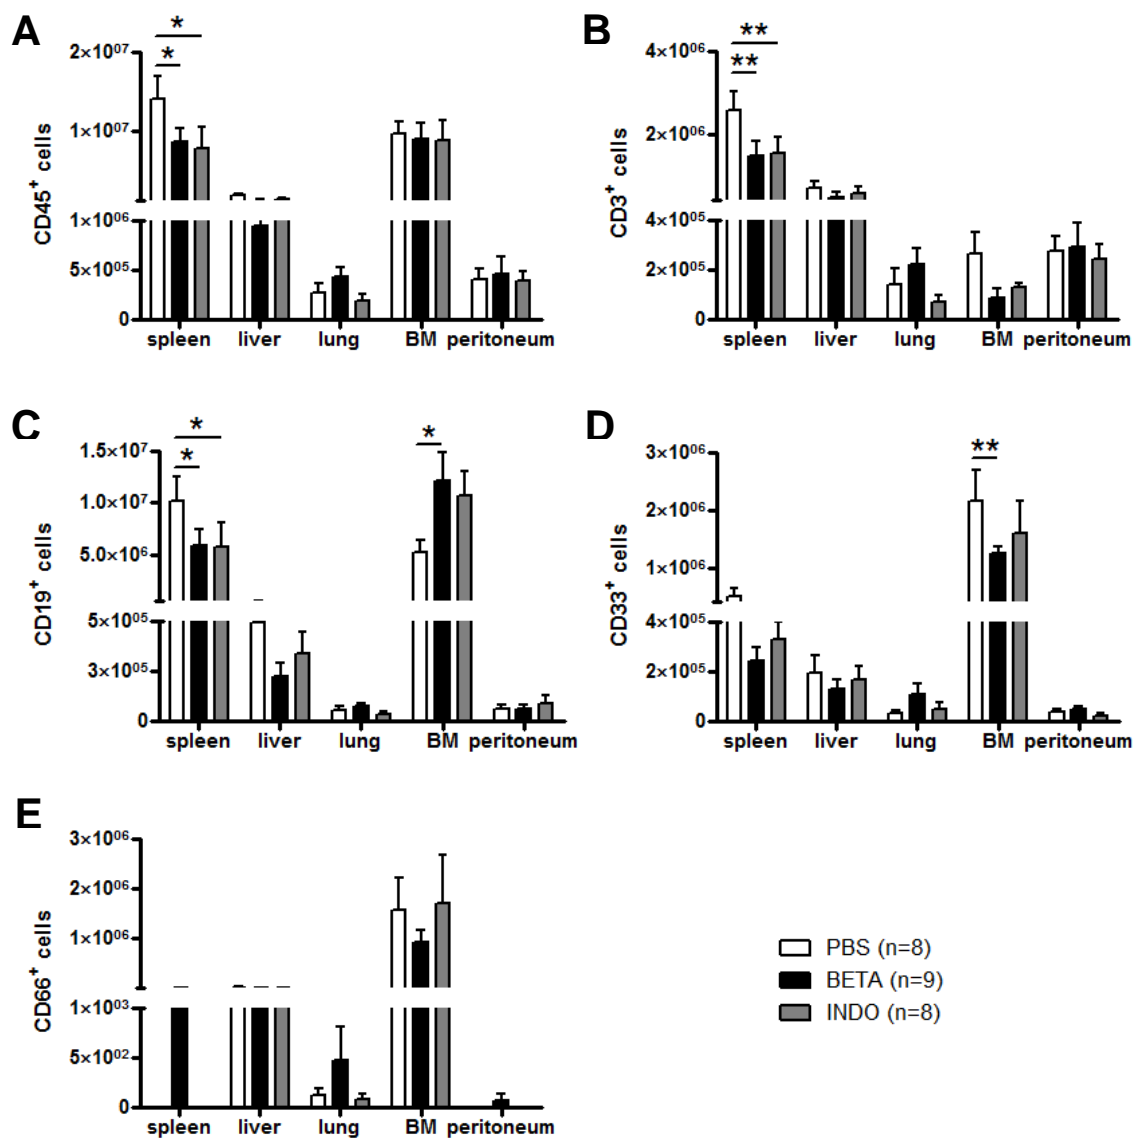 A
CD45⁺ cells
* 
*
2×10⁰⁷
1×10⁰⁷
1×10⁰⁶
5×10⁰⁵
0
spleen liver lung BM peritoneum
B
CD3⁺ cells
**
**
4×10⁰⁶
2×10⁰⁶
4×10⁰⁵
2×10⁰⁵
0
spleen liver lung BM peritoneum
C
CD19⁺ cells
*
*
*
1.5×10⁷
1.0×10⁷
5.0×10⁶
5×10⁰⁵
3×10⁰⁵
0
spleen liver lung BM peritoneum
D
CD33⁺ cells
**
3×10⁰⁶
2×10⁰⁶
1×10⁰⁶
4×10⁰⁵
2×10⁰⁵
0
spleen liver lung BM peritoneum
E
CD66⁺ cells
3×10⁰⁶
2×10⁰⁶
1×10⁰⁶
1×10⁰³
5×10⁰²
0
spleen liver lung BM peritoneum
PBS (n=8)
BETA (n=9)
INDO (n=8)